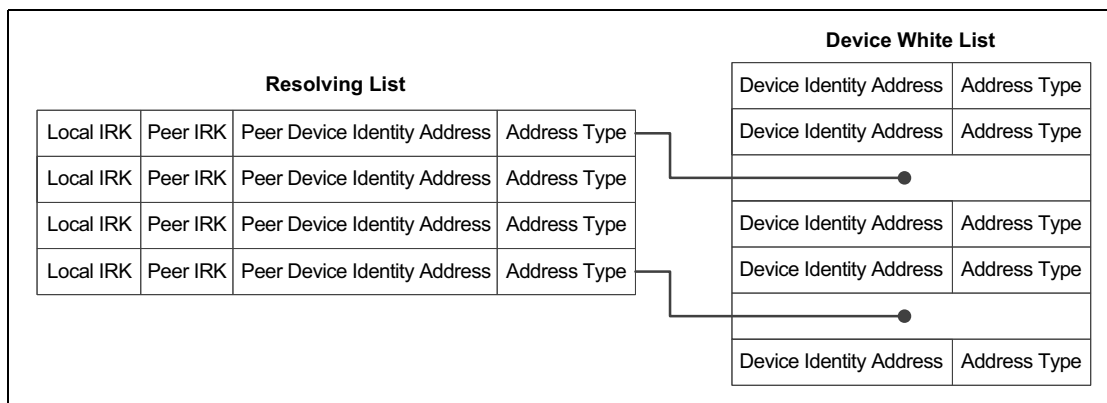 Device White List
Resolving List
Device Identity Address Address Type
Local IRK Peer IRK Peer Device Identity Address Address Type
Device Identity Address Address Type
Local IRK Peer IRK Peer Device Identity Address Address Type
Local IRK Peer IRK Peer Device Identity Address Address Type
Device Identity Address Address Type
Local IRK Peer IRK Peer Device Identity Address Address Type
Device Identity Address Address Type
Device Identity Address Address Type